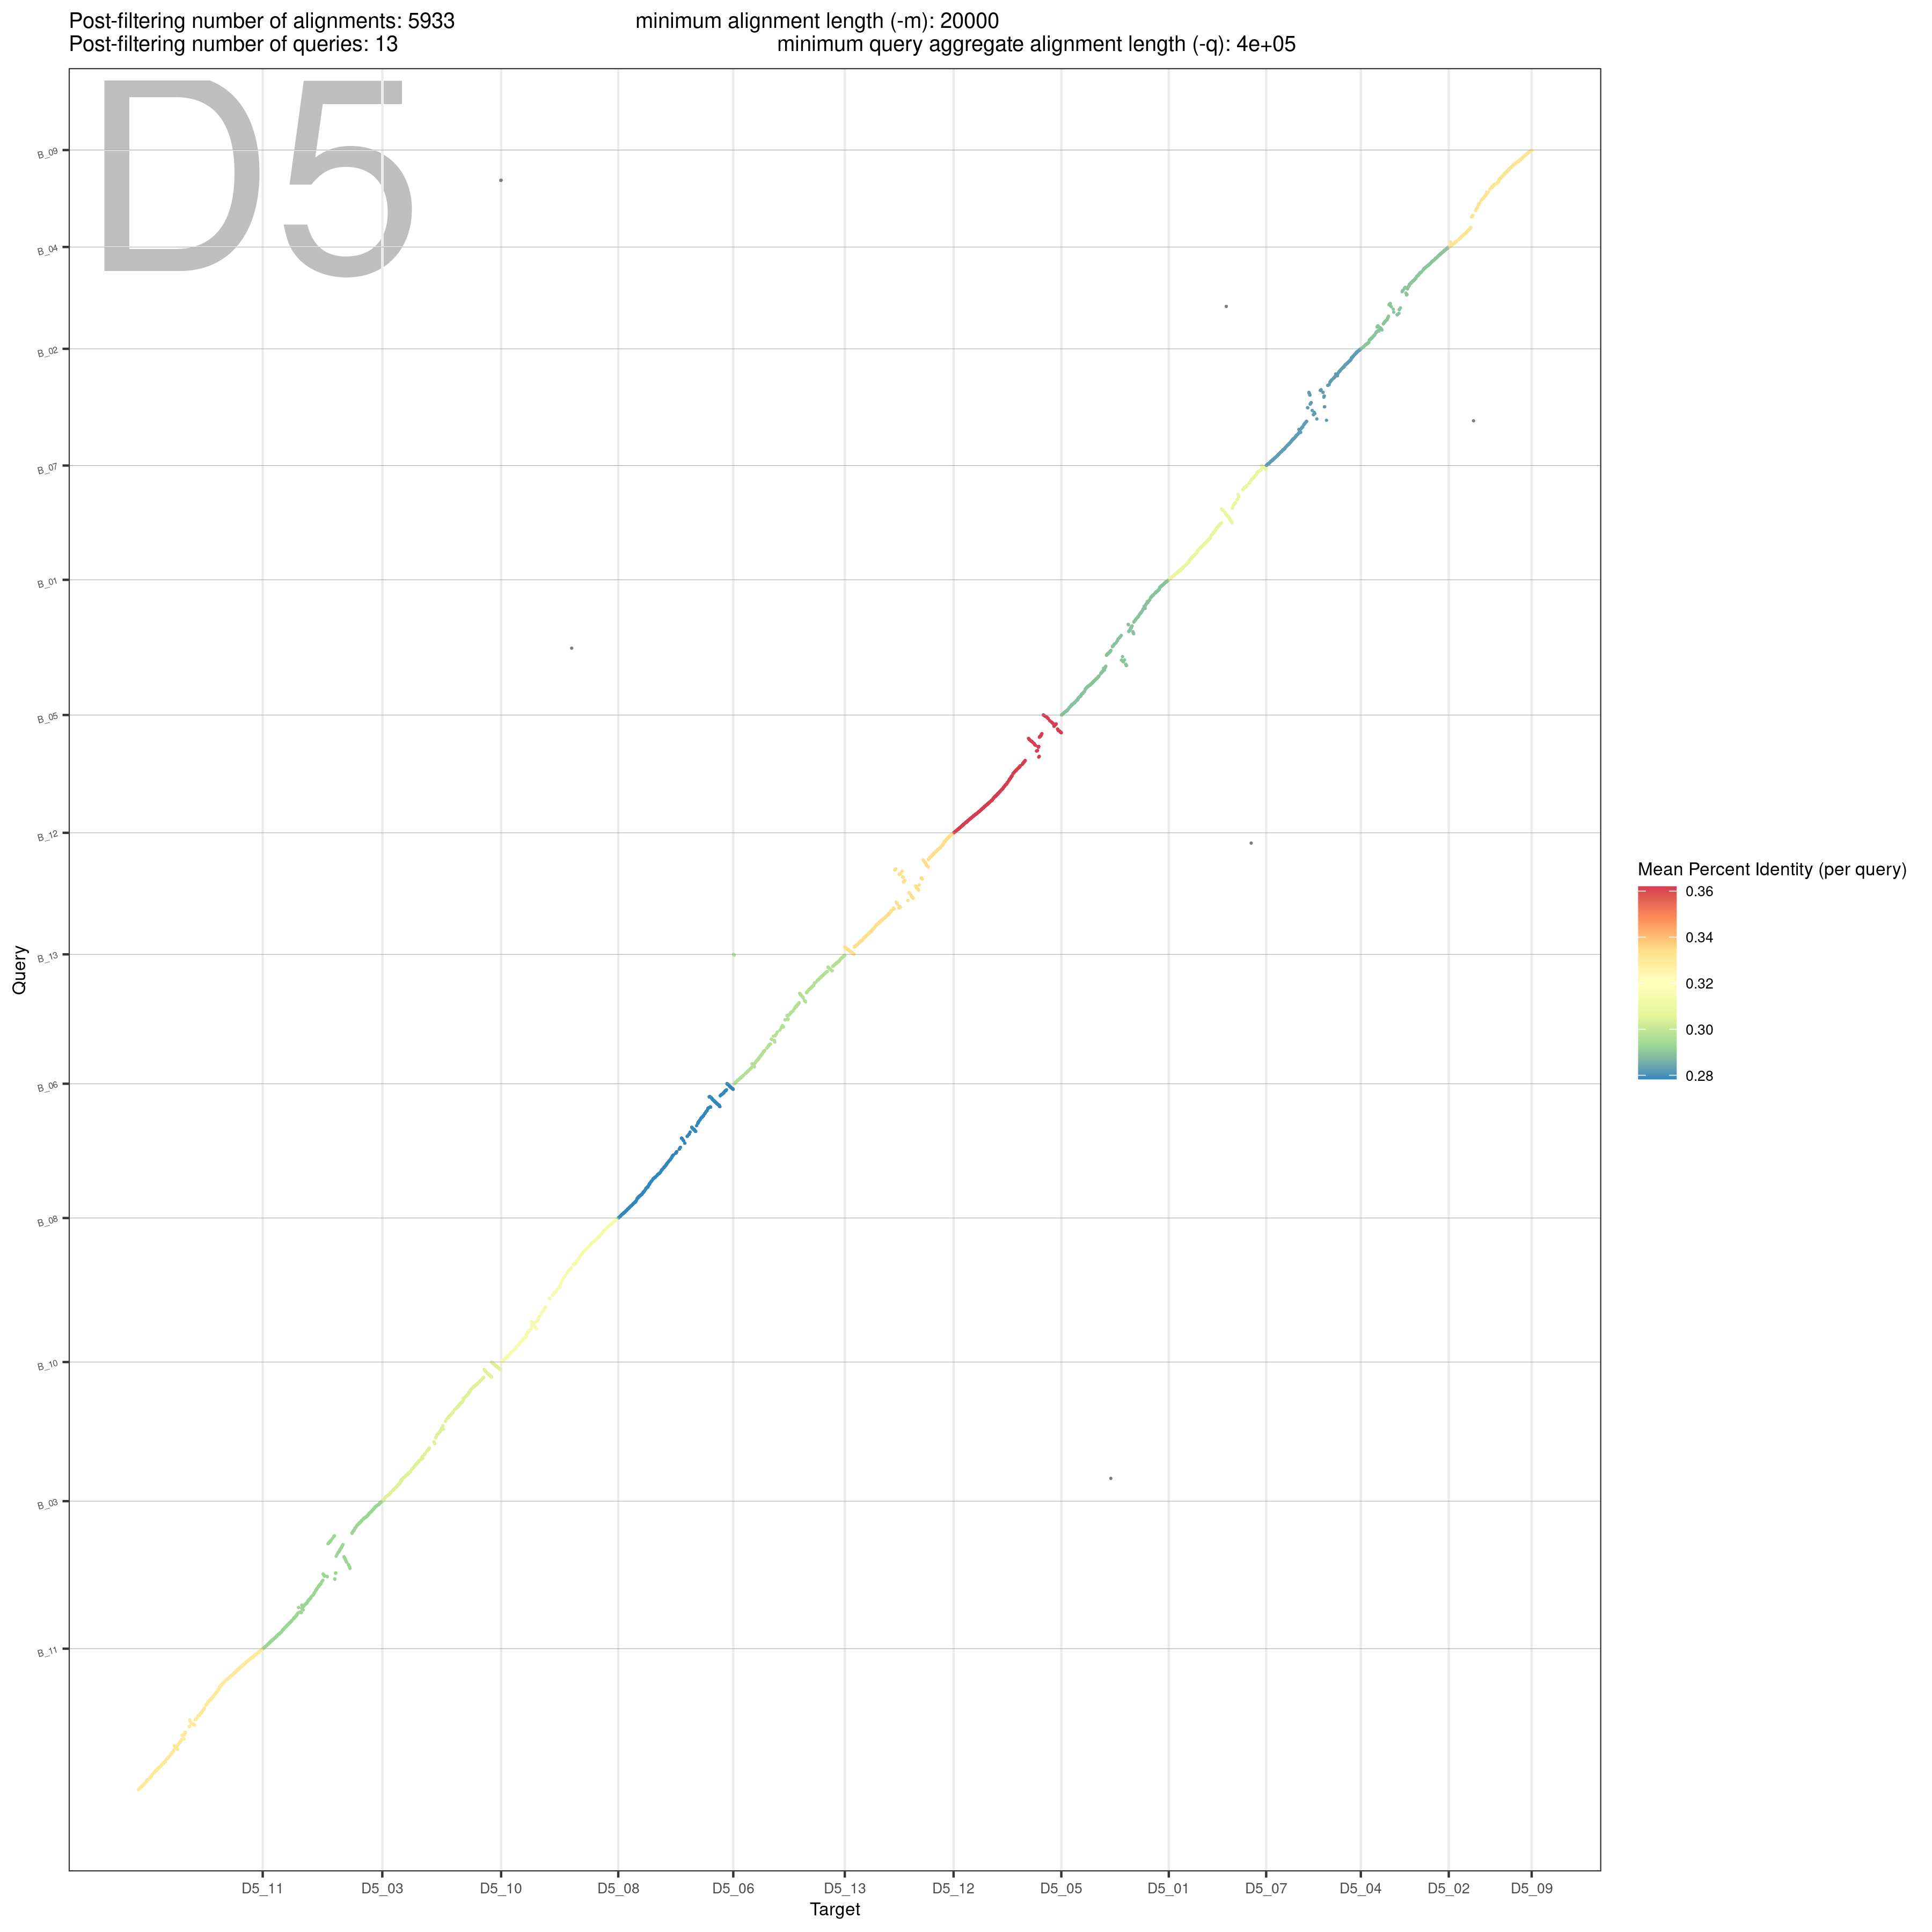 Post-filtering number of alignments: 5933 minimum alignment length (-m): 20000
Post-filtering number of queries: 13 minimum query aggregate alignment length (-q): 4e+05
D5
B_09
B_04
B_02
B_07
B_01
B_05
B_12
B_13
B_06
B_08
B_10
B_03
B_11
Query
D5_11 D5_03 D5_10 D5_08 D5_06 D5_13 D5_12 D5_05 D5_01 D5_07 D5_04 D5_02 D5_09
Target
Mean Percent Identity (per query)
0.36
0.34
0.32
0.30
0.28